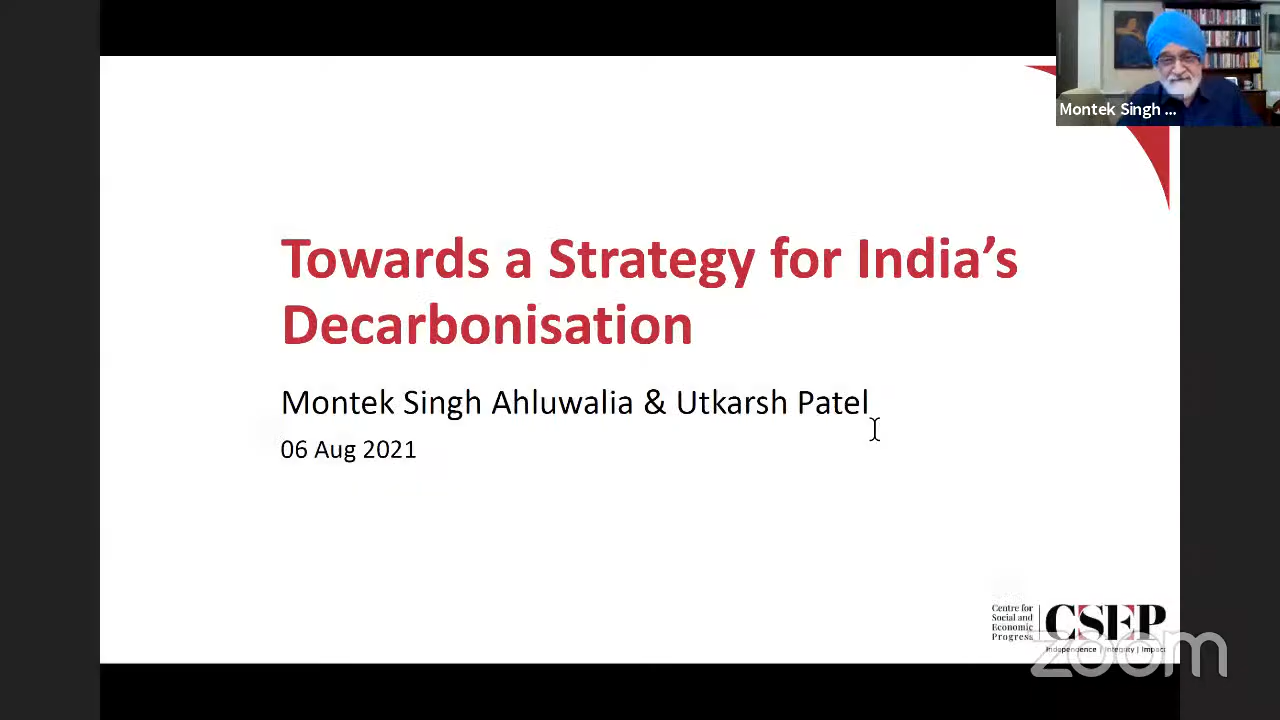 Montek Singh ...
Towards a Strategy for India’s
Decarbonisation
Montek Singh Ahluwalia & Utkarsh Patel
06 Aug 2021
Centre for
Social and
Economic
Progress
CSEP
Independence | Integrity | Impact
zoom